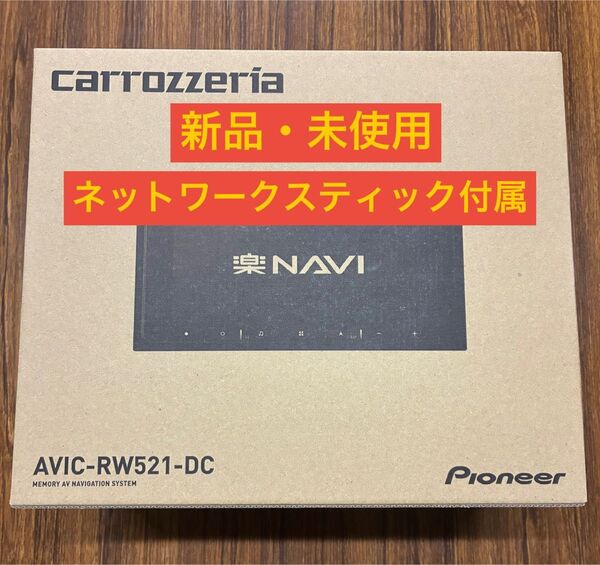 carrozzeria
新品・未使用
ネットワークスティック付属
楽NAVI
AVIC-RW521-DC
MEMORY AV NAVIGATION SYSTEM
Pioneer